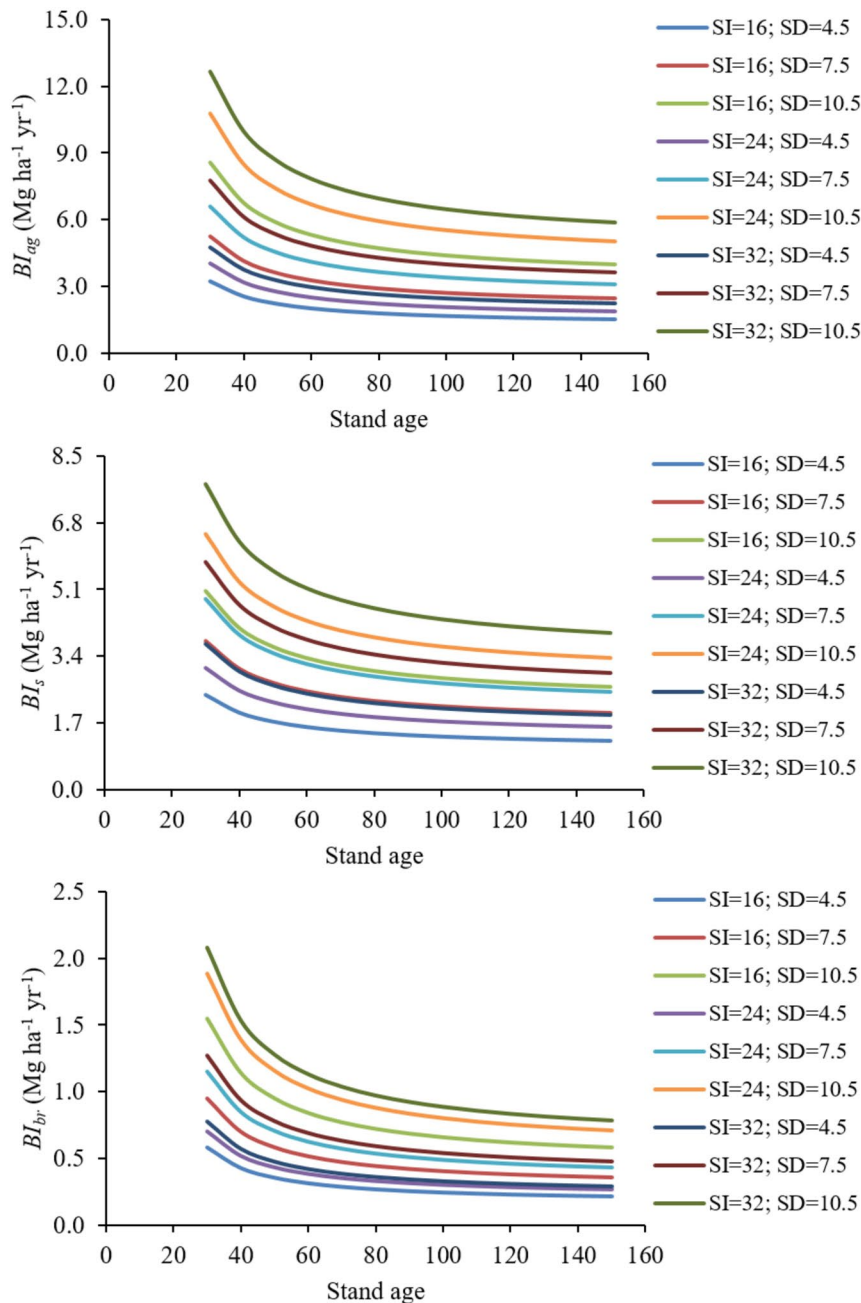 15.0
12.0
9.0
6.0
3.0
0.0
BI_ag (Mg ha⁻¹ yr⁻¹)
0 20 40 60 80 100 120 140 160
Stand age
SI=16; SD=4.5
SI=16; SD=7.5
SI=16; SD=10.5
SI=24; SD=4.5
SI=24; SD=7.5
SI=24; SD=10.5
SI=32; SD=4.5
SI=32; SD=7.5
SI=32; SD=10.5
8.5
6.8
5.1
3.4
1.7
0.0
BI_s (Mg ha⁻¹ yr⁻¹)
0 20 40 60 80 100 120 140 160
Stand age
SI=16; SD=4.5
SI=16; SD=7.5
SI=16; SD=10.5
SI=24; SD=4.5
SI=24; SD=7.5
SI=24; SD=10.5
SI=32; SD=4.5
SI=32; SD=7.5
SI=32; SD=10.5
2.5
2.0
1.5
1.0
0.5
0.0
BI_br (Mg ha⁻¹ yr⁻¹)
0 20 40 60 80 100 120 140 160
Stand age
SI=16; SD=4.5
SI=16; SD=7.5
SI=16; SD=10.5
SI=24; SD=4.5
SI=24; SD=7.5
SI=24; SD=10.5
SI=32; SD=4.5
SI=32; SD=7.5
SI=32; SD=10.5